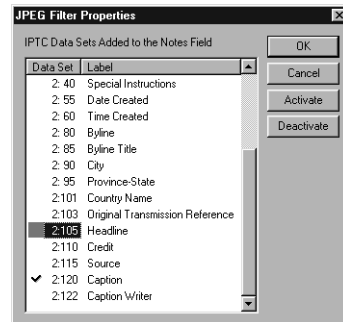 JPEG Filter Properties
IPTC Data Sets Added to the Notes Field
OK
Cancel
Activate
Deactivate
Data Set Label
2: 40 Special Instructions
2: 55 Date Created
2: 60 Time Created
2: 80 Byline
2: 85 Byline Title
2: 90 City
2: 95 Province-State
2:101 Country Name
2:103 Original Transmission Reference
2:105 Headline
2:110 Credit
2:115 Source
2:120 Caption
2:122 Caption Writer